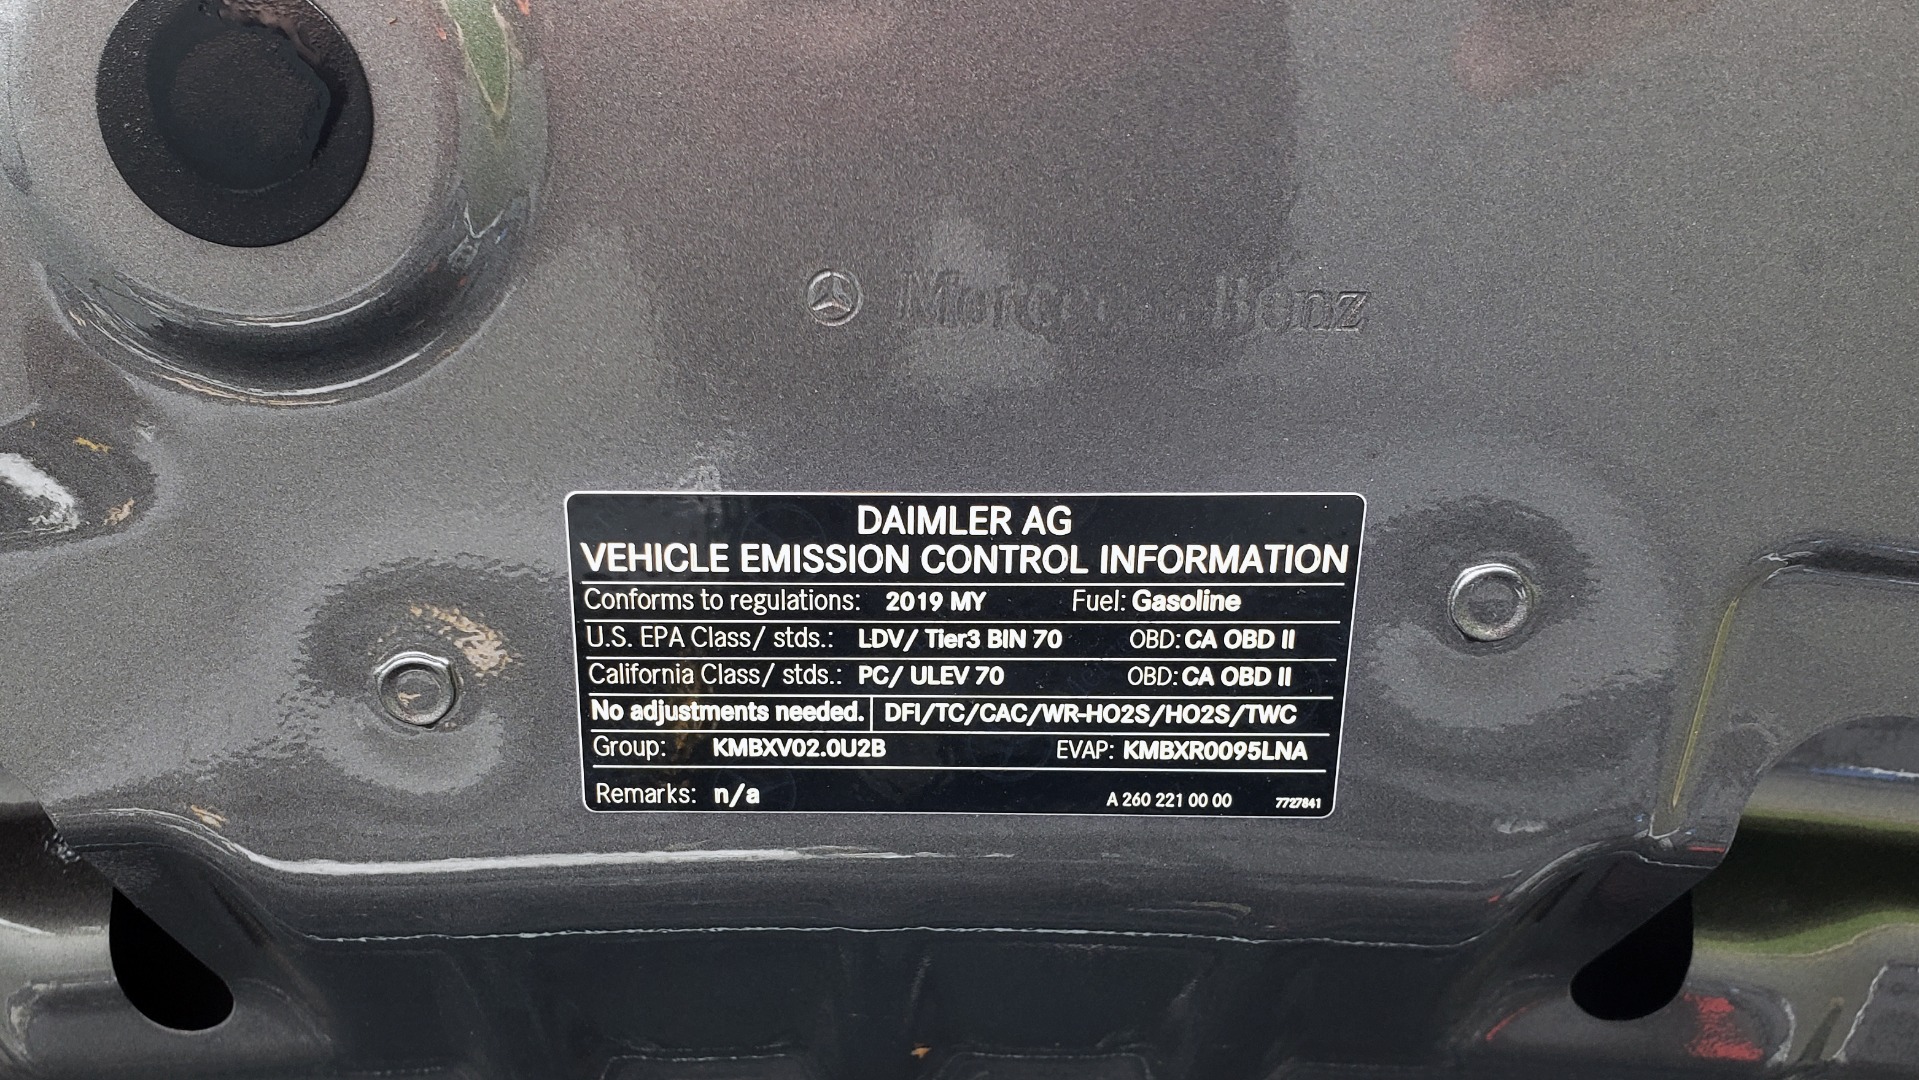 Mercedes-Benz
DAIMLER AG
VEHICLE EMISSION CONTROL INFORMATION
Conforms to regulations: 2019 MY Fuel: Gasoline
U.S. EPA Class/ stds.: LDV/ Tier3 BIN 70 OBD: CA OBD II
California Class/ stds.: PC/ ULEV 70 OBD: CA OBD II
No adjustments needed. DFI/TC/CAC/WR-HO2S/HO2S/TWC
Group: KMBXV02.0U2B EVAP: KMBXR0095LNA
Remarks: n/a A 260 221 00 00 7727841